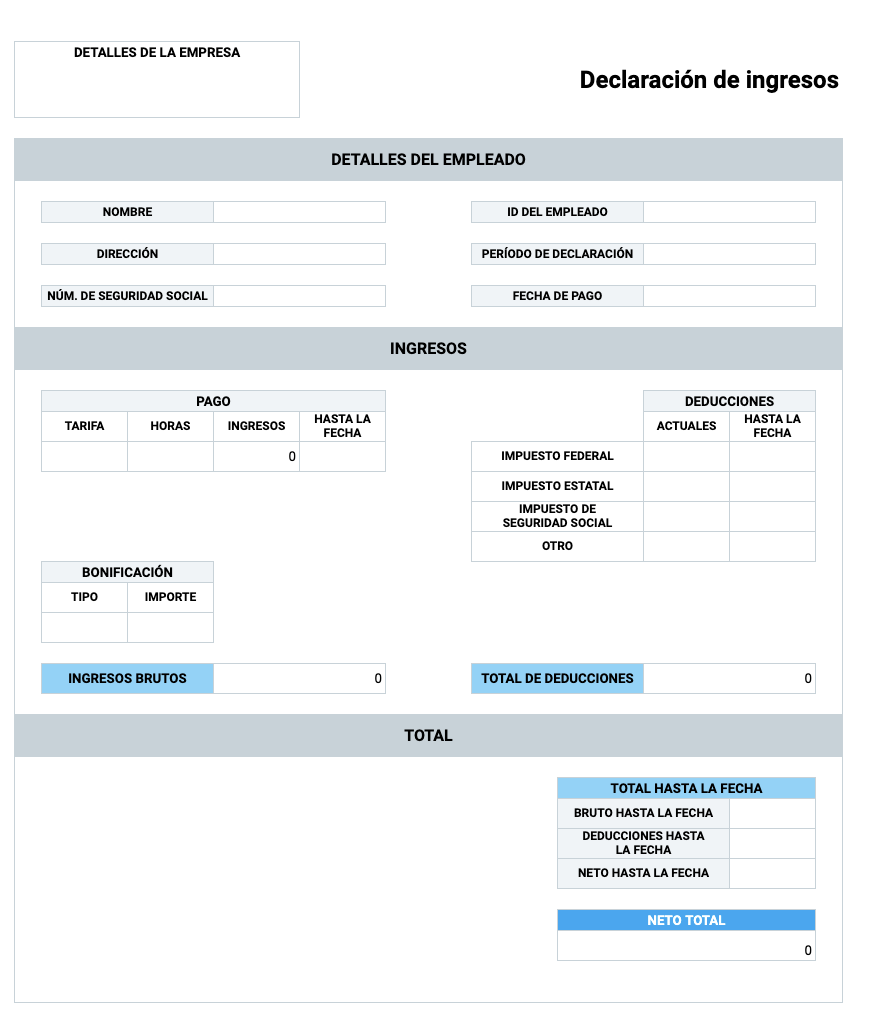 DETALLES DE LA EMPRESA
Declaración de ingresos
DETALLES DEL EMPLEADO
NOMBRE
ID DEL EMPLEADO
DIRECCIÓN
PERÍODO DE DECLARACIÓN
NÚM. DE SEGURIDAD SOCIAL
FECHA DE PAGO
INGRESOS
PAGO
TARIFA HORAS INGRESOS HASTA LA
FECHA
0
DEDUCCIONES
ACTUALES HASTA LA
FECHA
IMPUESTO FEDERAL
IMPUESTO ESTATAL
IMPUESTO DE
SEGURIDAD SOCIAL
OTRO
BONIFICACIÓN
TIPO IMPORTE
INGRESOS BRUTOS 0
TOTAL DE DEDUCCIONES 0
TOTAL
TOTAL HASTA LA FECHA
BRUTO HASTA LA FECHA
DEDUCCIONES HASTA
LA FECHA
NETO HASTA LA FECHA
NETO TOTAL
0